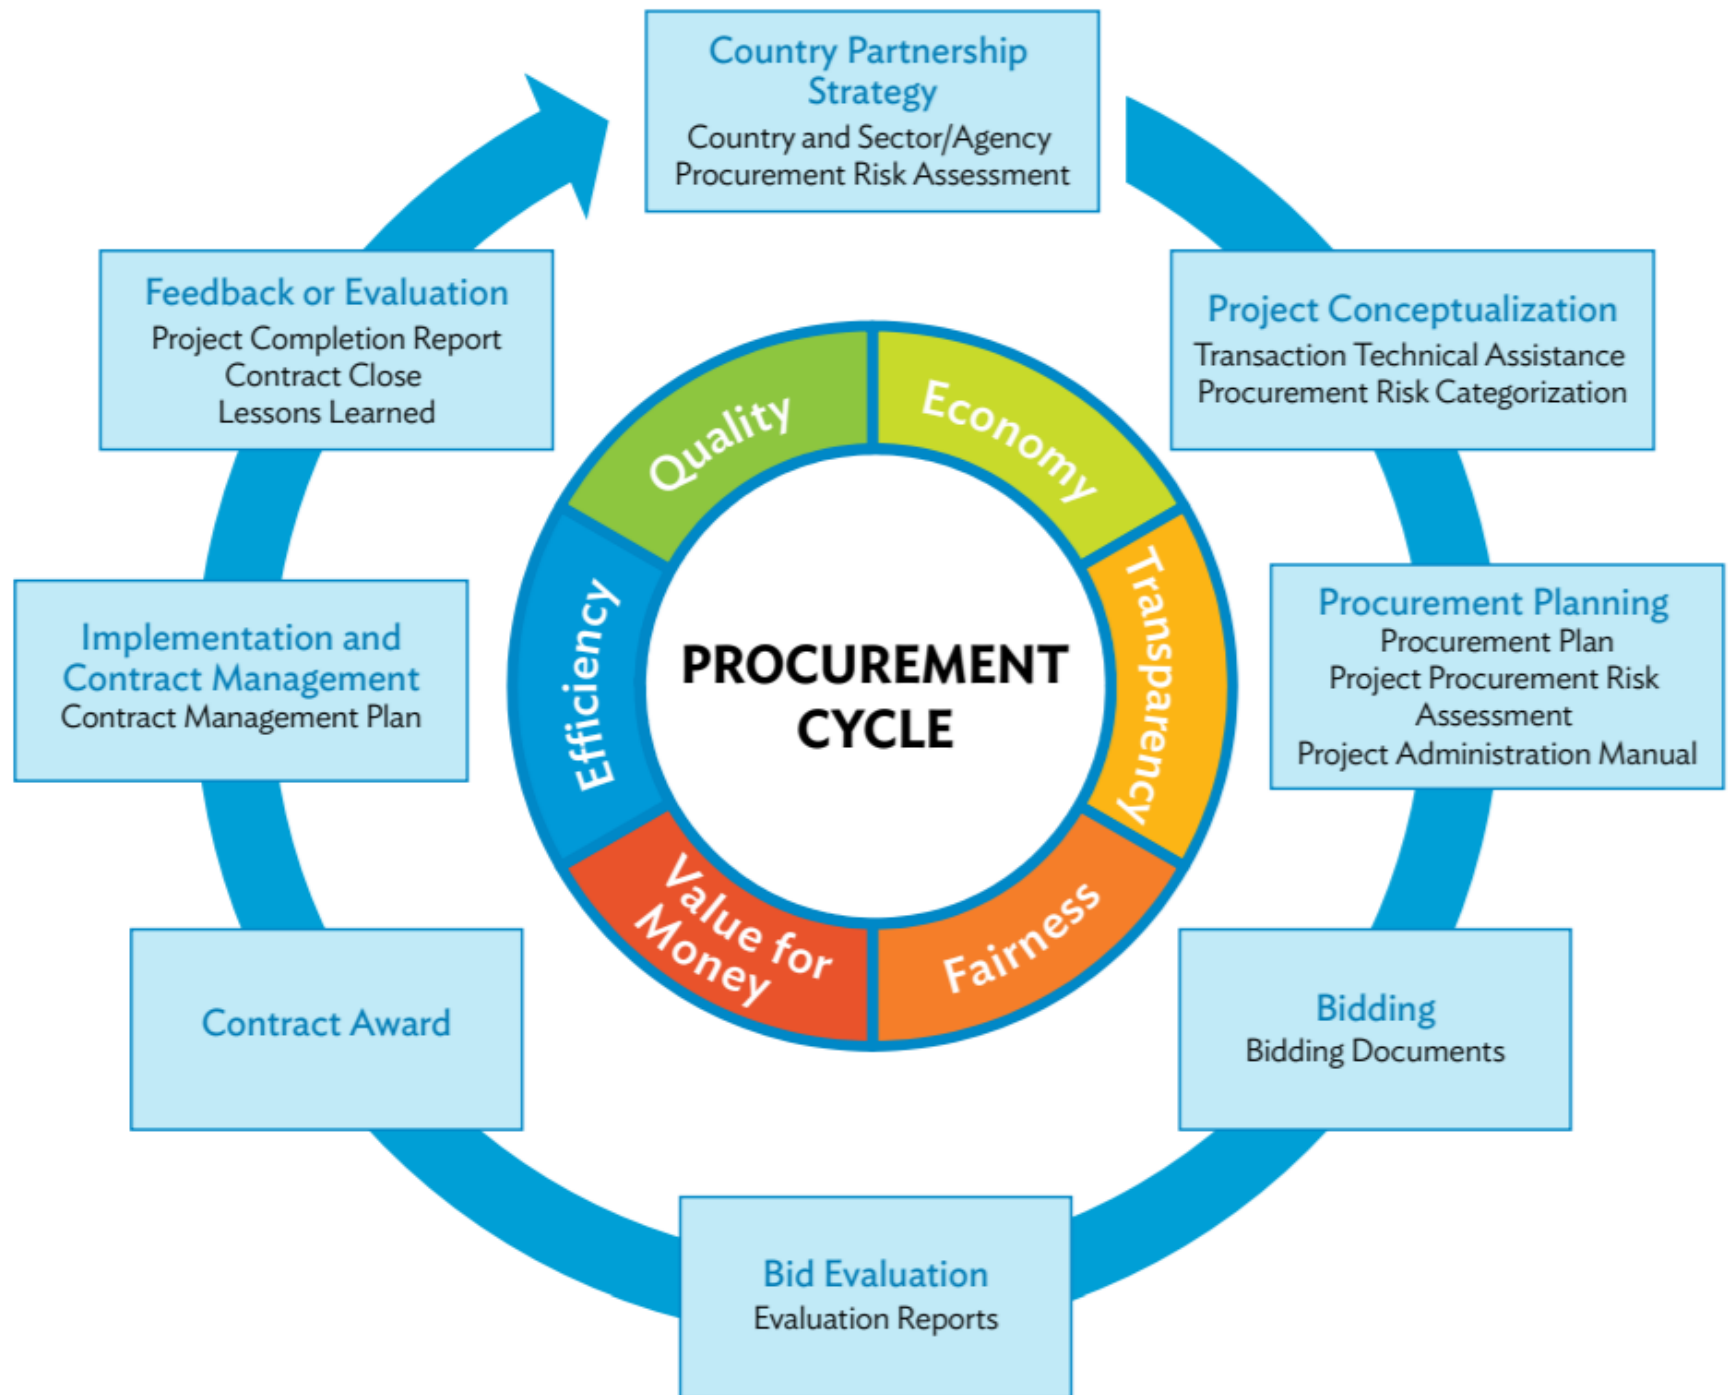 Country Partnership
Strategy
Country and Sector/Agency
Procurement Risk Assessment
Project Conceptualization
Transaction Technical Assistance
Procurement Risk Categorization
Procurement Planning
Procurement Plan
Project Procurement Risk
Assessment
Project Administration Manual
Bidding
Bidding Documents
Bid Evaluation
Evaluation Reports
Contract Award
Implementation and
Contract Management
Contract Management Plan
Feedback or Evaluation
Project Completion Report
Contract Close
Lessons Learned
Economy
Transparency
Fairness
Value for
Money
Efficiency
Quality
PROCUREMENT
CYCLE